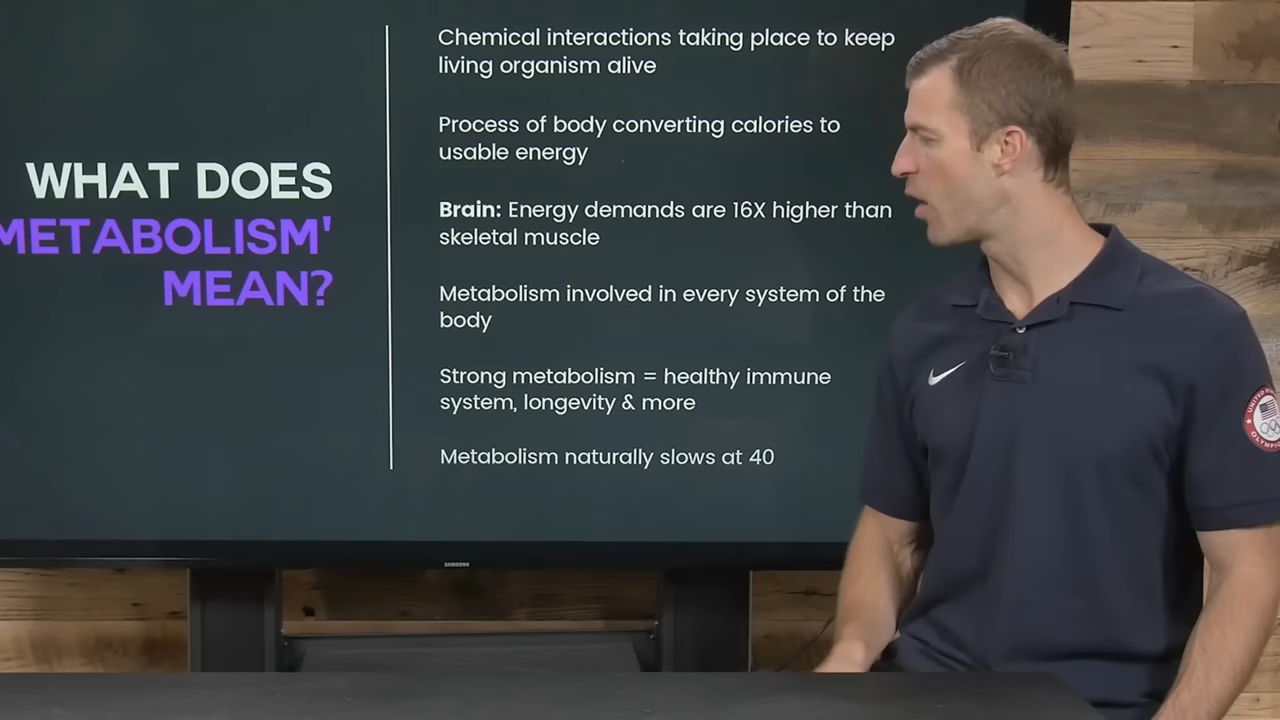 WHAT DOES
METABOLISM'
MEAN?
Chemical interactions taking place to keep
living organism alive
Process of body converting calories to
usable energy
Brain: Energy demands are 16X higher than
skeletal muscle
Metabolism involved in every system of the
body
Strong metabolism = healthy immune
system, longevity & more
Metabolism naturally slows at 40
SAMSUNG